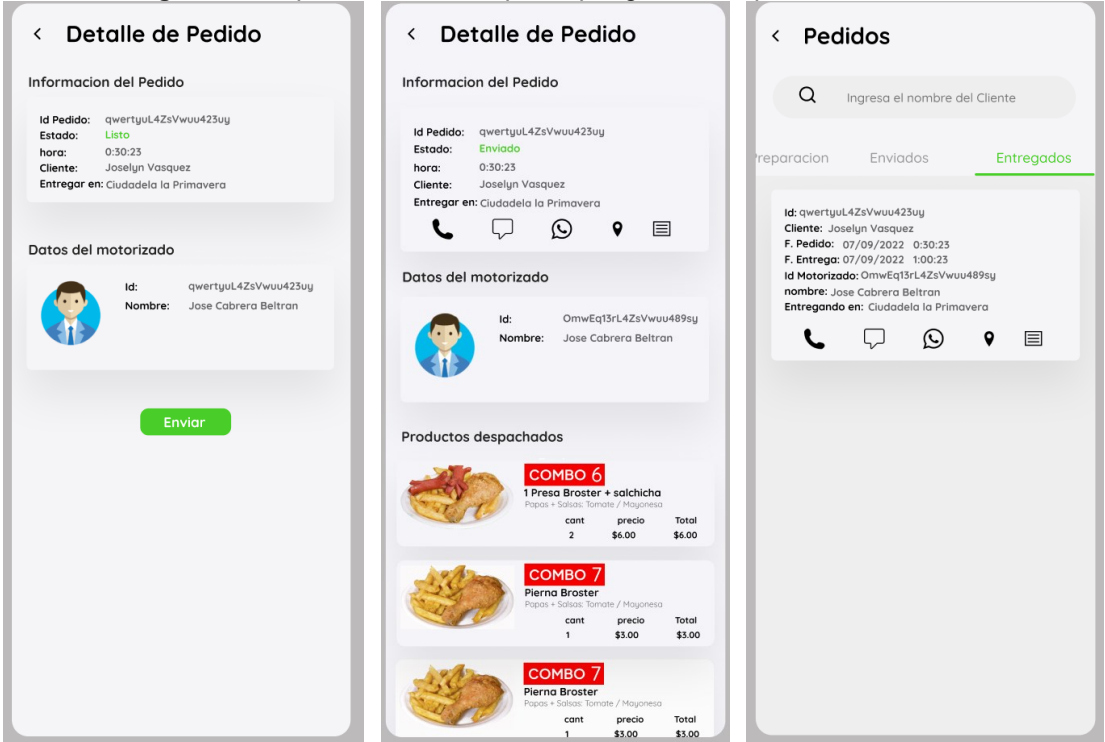 Detalle de Pedido
Informacion del Pedido
Id Pedido: qwertyuL4ZsVwuu423uy
Estado: Listo
hora: 0:30:23
Cliente: Joselyn Vasquez
Entregar en: Ciudadela la Primavera
Datos del motorizado
Id: qwertyuL4ZsVwuu423uy
Nombre: Jose Cabrera Beltran
Enviar
Detalle de Pedido
Informacion del Pedido
Id Pedido: qwertyuL4ZsVwuu423uy
Estado: Enviado
hora: 0:30:23
Cliente: Joselyn Vasquez
Entregar en: Ciudadela la Primavera
Datos del motorizado
Id: OmwEq13rL4ZsVwuu489sy
Nombre: Jose Cabrera Beltran
Productos despachados
COMBO 6
1 Presa Broster + salchicha
Papas + Salsas: Tomate / Mayonesa
cant precio Total
2 $6.00 $6.00
COMBO 7
Pierna Broster
Papas + Salsas: Tomate / Mayonesa
cant precio Total
1 $3.00 $3.00
COMBO 7
Pierna Broster
Papas + Salsas: Tomate / Mayonesa
cant precio Total
1 $3.00 $3.00
Pedidos
Ingresa el nombre del Cliente
reparacion Enviados Entregados
Id: qwertyuL4ZsVwuu423uy
Cliente: Joselyn Vasquez
F. Pedido: 07/09/2022 0:30:23
F. Entrega: 07/09/2022 1:00:23
Id Motorizado: OmwEq13rL4ZsVwuu489sy
nombre: Jose Cabrera Beltran
Entregando en: Ciudadela la Primavera